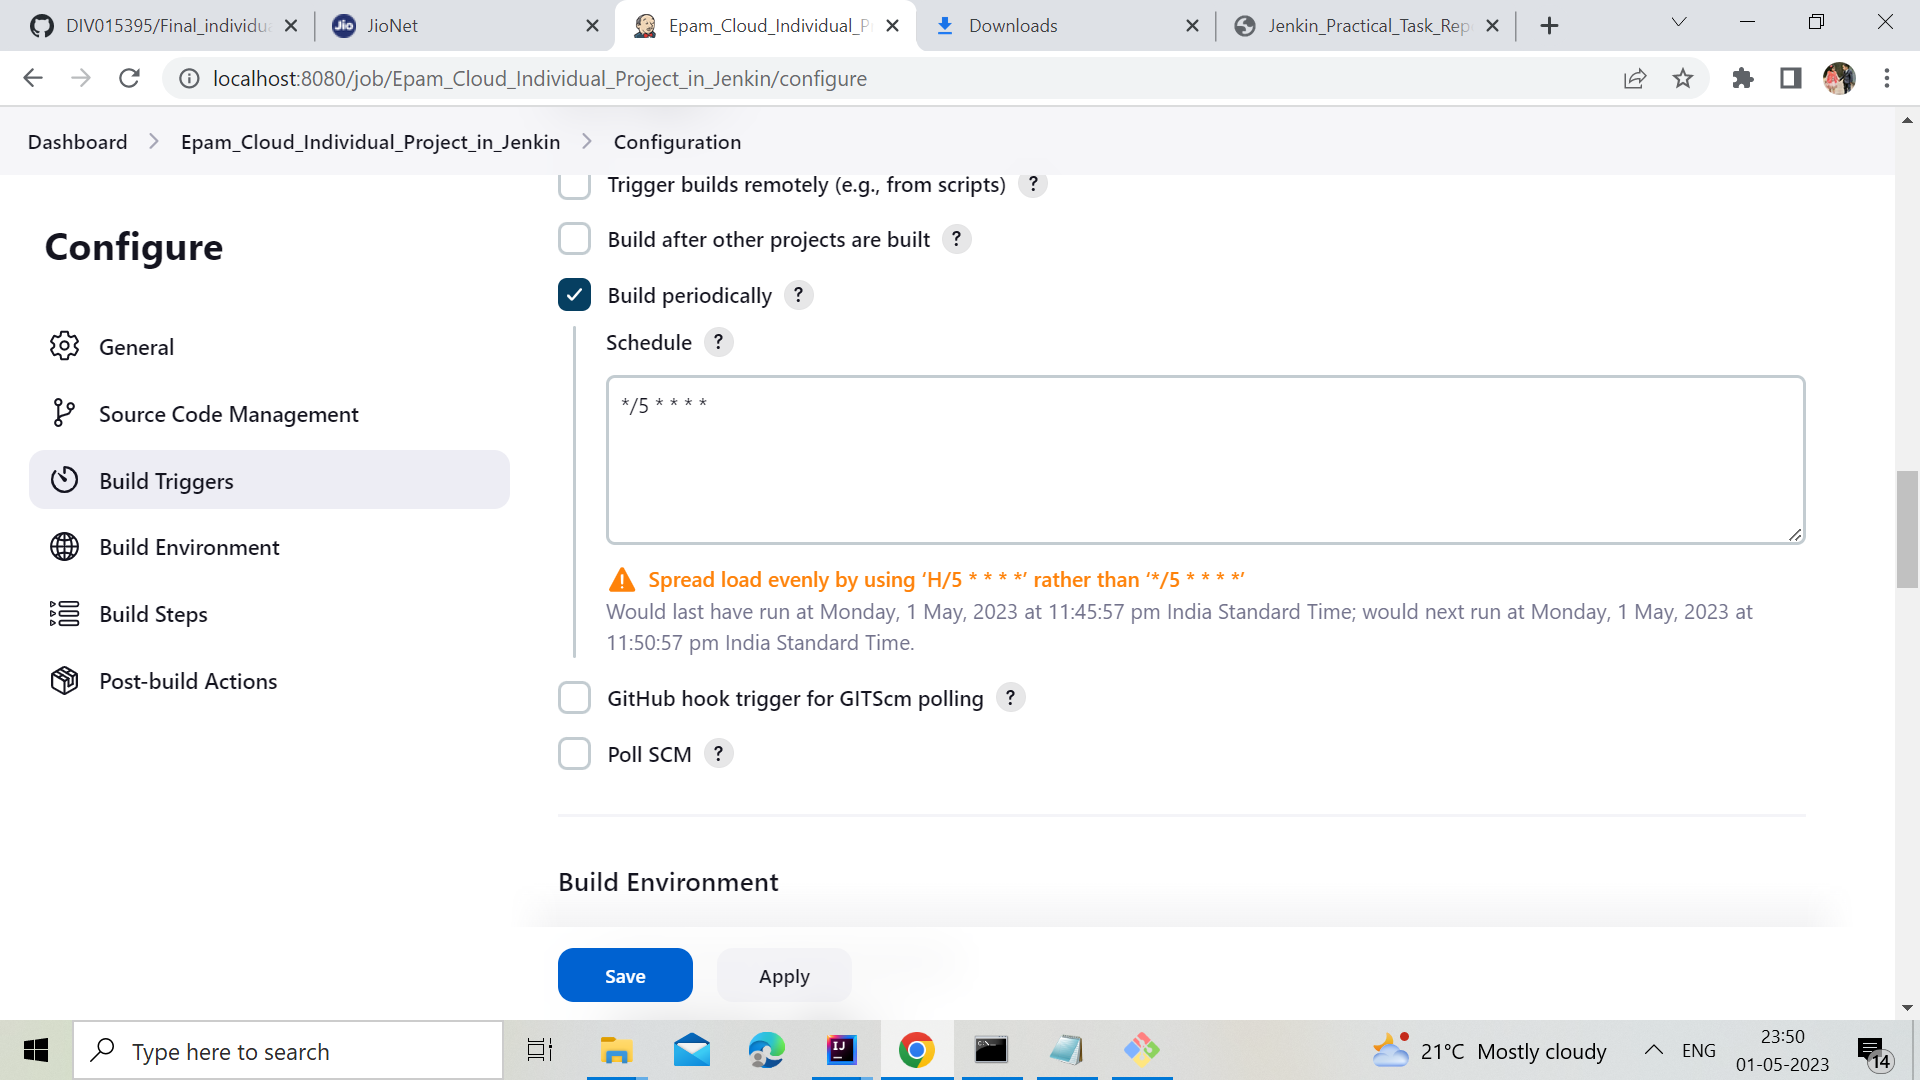 DIV015395/Final_individu
JioNet
Epam_Cloud_Individual_P
Downloads
Jenkin_Practical_Task_Rep
localhost:8080/job/Epam_Cloud_Individual_Project_in_Jenkin/configure
Dashboard
Epam_Cloud_Individual_Project_in_Jenkin
Configuration
Configure
General
Source Code Management
Build Triggers
Build Environment
Build Steps
Post-build Actions
Trigger builds remotely (e.g., from scripts) ?
Build after other projects are built ?
Build periodically ?
Schedule ?
*/5 * * * *
Spread load evenly by using ‘H/5 * * * *’ rather than ‘*/5 * * * *’
Would last have run at Monday, 1 May, 2023 at 11:45:57 pm India Standard Time; would next run at Monday, 1 May, 2023 at
11:50:57 pm India Standard Time.
GitHub hook trigger for GITScm polling ?
Poll SCM ?
Build Environment
Save
Apply
Type here to search
21°C Mostly cloudy
ENG
23:50
01-05-2023
14